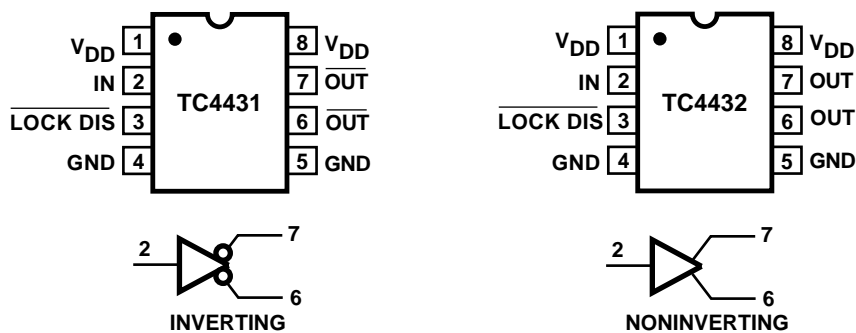 VDD 1 8 VDD
IN 2 7 OUT
TC4431
LOCK DIS 3 6 OUT
GND 4 5 GND
2 7
6
INVERTING
VDD 1 8 VDD
IN 2 7 OUT
TC4432
LOCK DIS 3 6 OUT
GND 4 5 GND
2 7
6
NONINVERTING